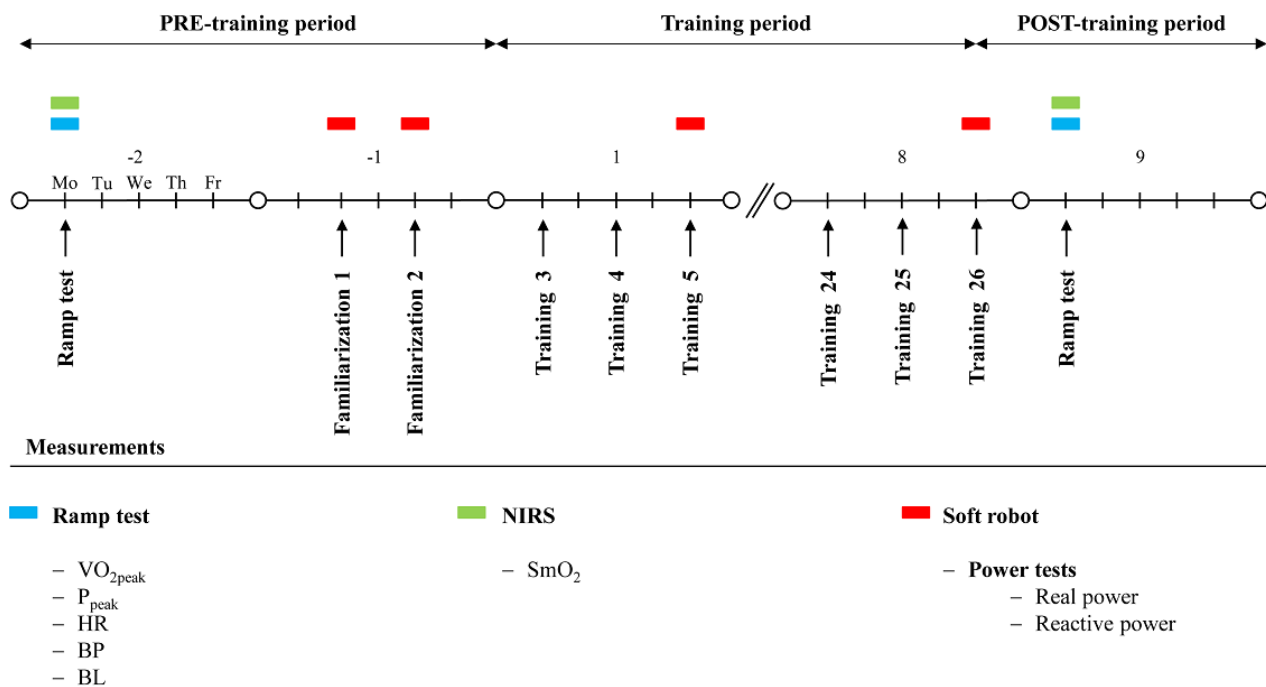 PRE-training period Training period POST-training period
-2 -1 1 8 9
Mo Tu We Th Fr
Ramp test
Familiarization 1
Familiarization 2
Training 3
Training 4
Training 5
Training 24
Training 25
Training 26
Ramp test
Measurements
Ramp test
– VO2peak
– Ppeak
– HR
– BP
– BL
NIRS
– SmO2
Soft robot
– Power tests
– Real power
– Reactive power